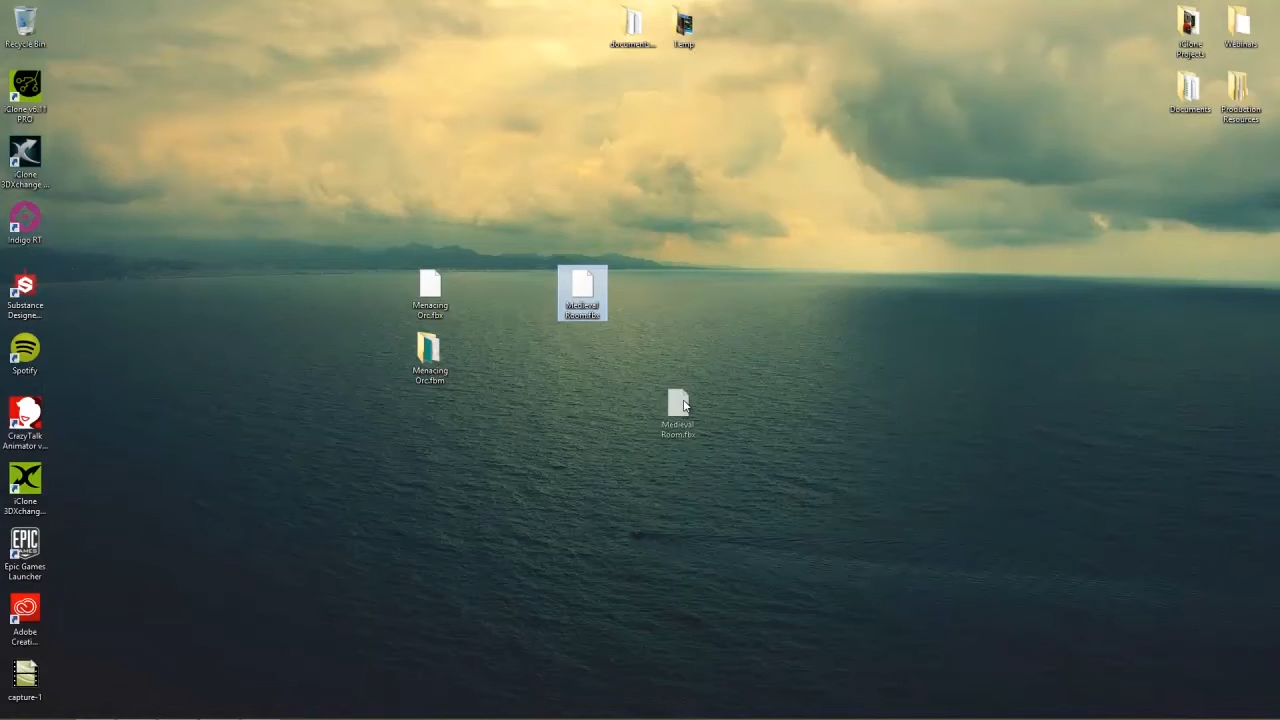 Recycle Bin
iClone v6.11
PRO
iClone
3DXchange ...
Indigo RT
Substance
Designe...
Spotify
CrazyTalk
Animator v...
iClone
3DXchang...
EPIC
GAMES
Epic Games
Launcher
Adobe
Creati...
capture-1
documents...
Temp
iClone
Projects
Webinars
Documents
Production
Resources
Menacing
Orc.fbx
Medieval
Room.fbx
Menacing
Orc.fbm
Medieval
Room.fbx